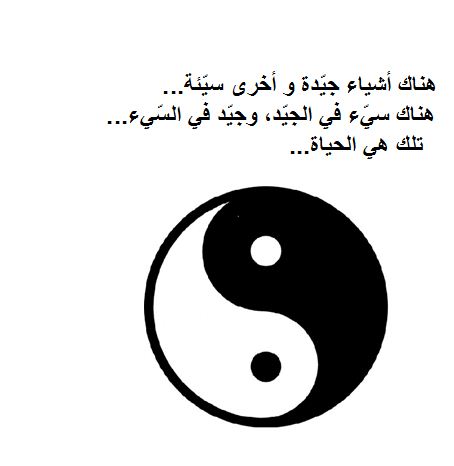 هناك أشياء جيّدة و أخرى سيّئة...
هناك سيّء في الجيّد، وجيّد في السّيء...
تلك هي الحياة...